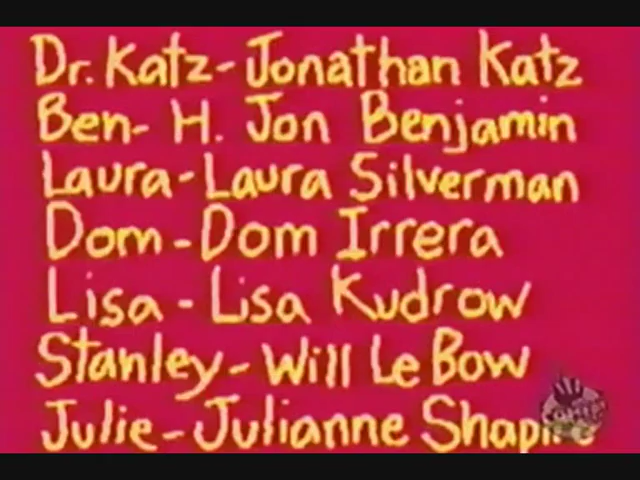 Dr. Katz- Jonathan Katz
Ben- H. Jon Benjamin
Laura-Laura Silverman
Dom-Dom Irrera
Lisa - Lisa Kudrow
Stanley-Will Le Bow
Julie-Julianne